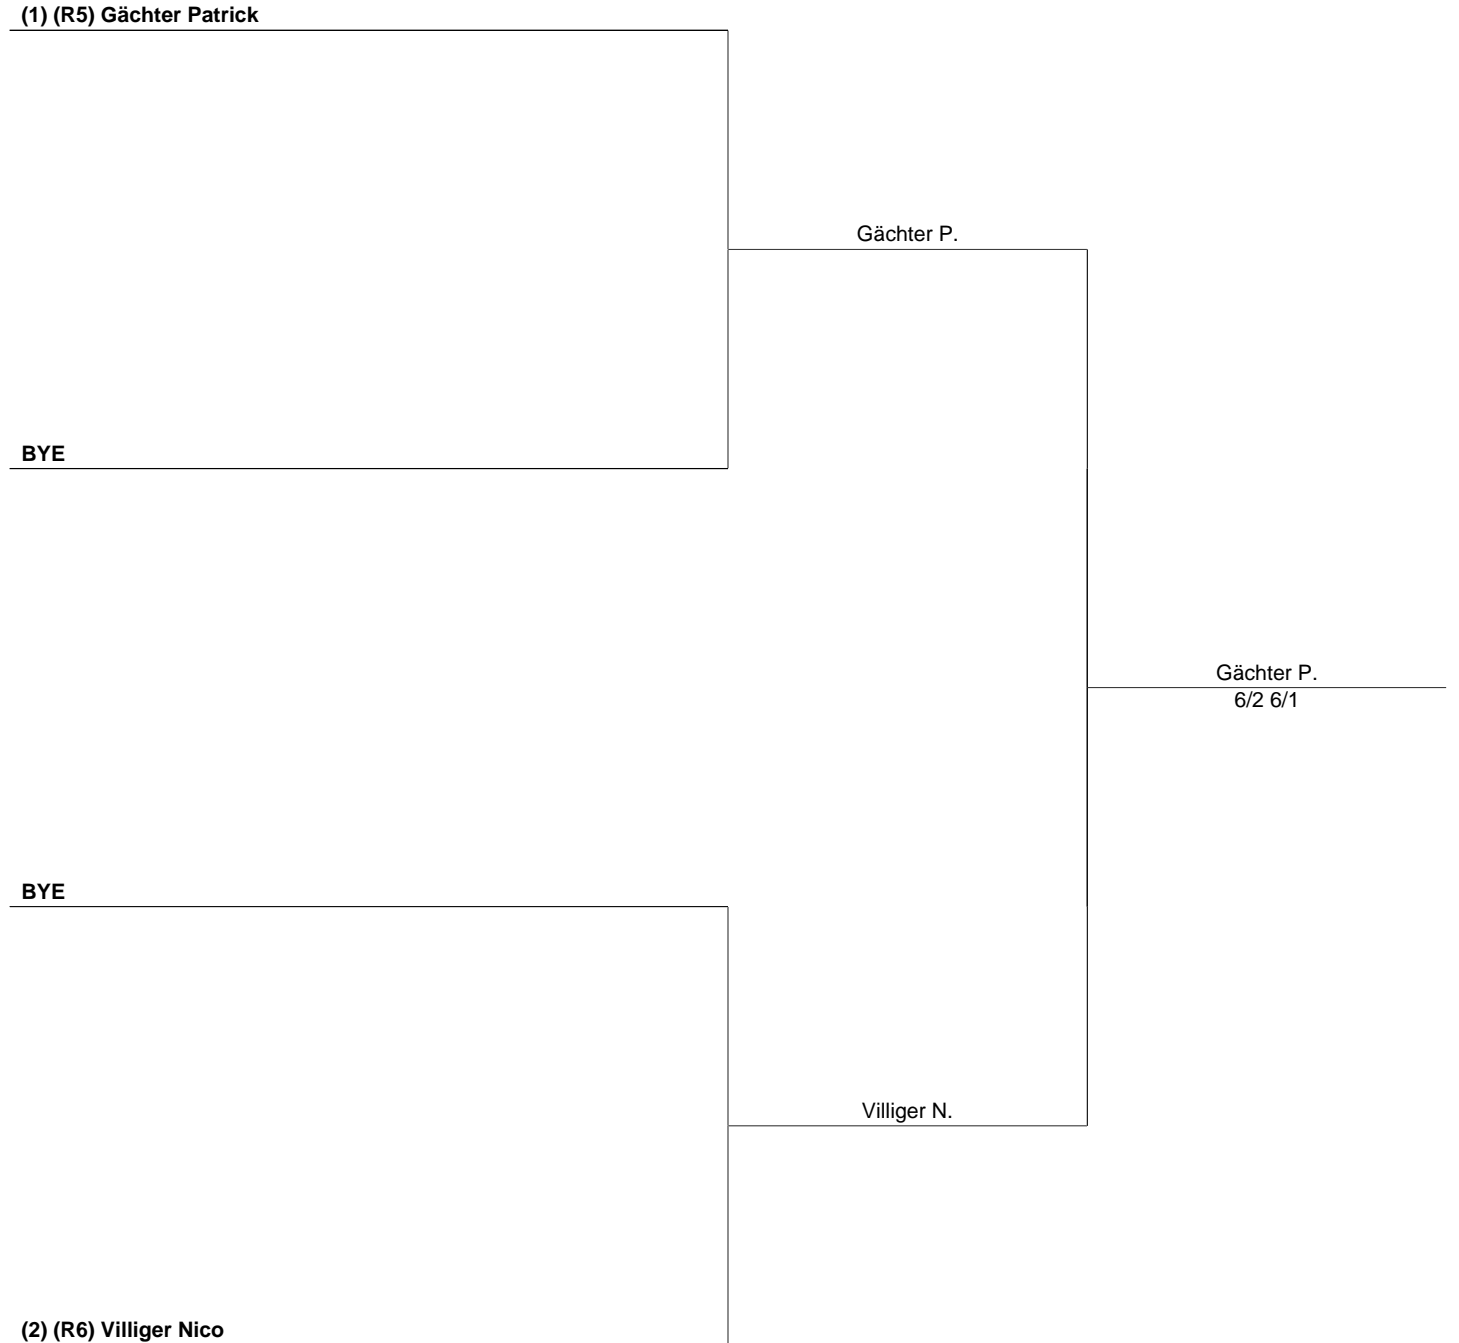 (1) (R5) Gächter Patrick
Gächter P.
BYE
Gächter P.
6/2 6/1
BYE
Villiger N.
(2) (R6) Villiger Nico